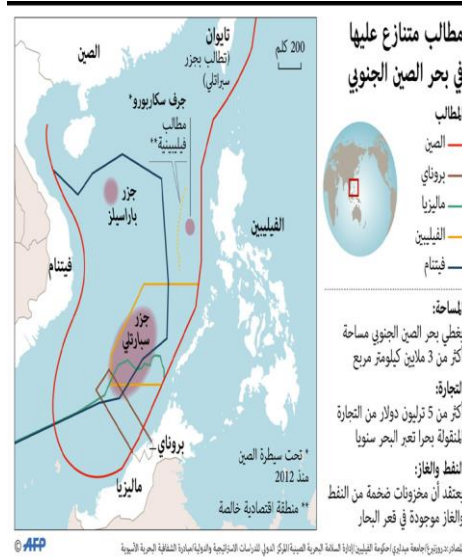 مطالب متنازع عليها
في بحر الصين الجنوبي
المطالب
الصين
بروناي
ماليزيا
الفيليبين
فيتنام
المساحة:
يغطي بحر الصين الجنوبي مساحة
أكثر من 3 ملايين كيلومتر مربع
التجارة:
أكثر من 5 تريليون دولار من التجارة
المنقولة بحرا تعبر البحر سنويا
النفط والغاز:
يعتقد أن مخزونات ضخمة من النفط
والغاز موجودة في قعر البحار
200 كلم
تايوان
(تطالب بجزر
سبراتلي)
الصين
جرف سكاربورو*
مطالب
فيليبينية**
جزر
باراسيلز
الفيليبين
فيتنام
جزر
سبارتلي
بروناي
ماليزيا
* تحت سيطرة الصين
منذ 2012
** منطقة اقتصادية خالصة
© AFP